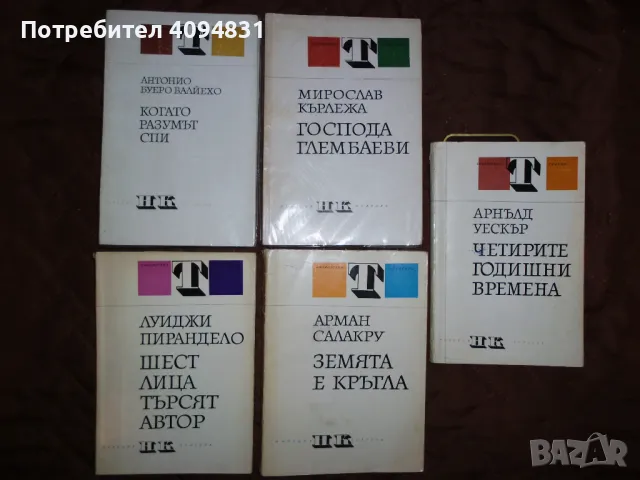 Потребител 4094831
Т
АНТОНИО
БУЕРО ВАЛЙЕХО
КОГАТО
РАЗУМЪТ
СПИ
НК
Т
МИРОСЛАВ
КЪРЛЕЖА
ГОСПОДА
ГЛЕМБАЕВИ
НК
Т
АРНЪЛД
УЕСКЪР
ЧЕТИРИТЕ
ГОДИШНИ
ВРЕМЕНА
НК
Т
ЛУИДЖИ
ПИРАНДЕЛО
ШЕСТ
ЛИЦА
ТЪРСЯТ
АВТОР
НК
Т
АРМАН
САЛАКРУ
ЗЕМЯТА
Е КРЪГЛА
НК
BAZAR